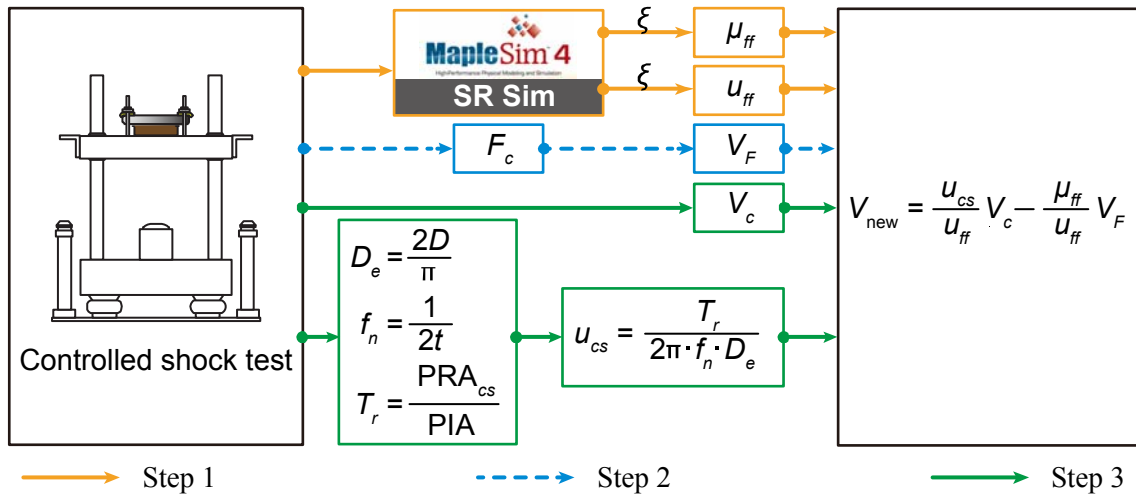 MapleSim 4
High-Performance Physical Modeling and Simulation
SR Sim
ξ
μ_ff
ξ
u_ff
F_c
V_F
V_c
V_new = u_cs/u_ff V_c − μ_ff/u_ff V_F
D_e = 2D/π
f_n = 1/2t
T_r = PRA_cs/PIA
u_cs = T_r/2π·f_n·D_e
Controlled shock test
Step 1
Step 2
Step 3